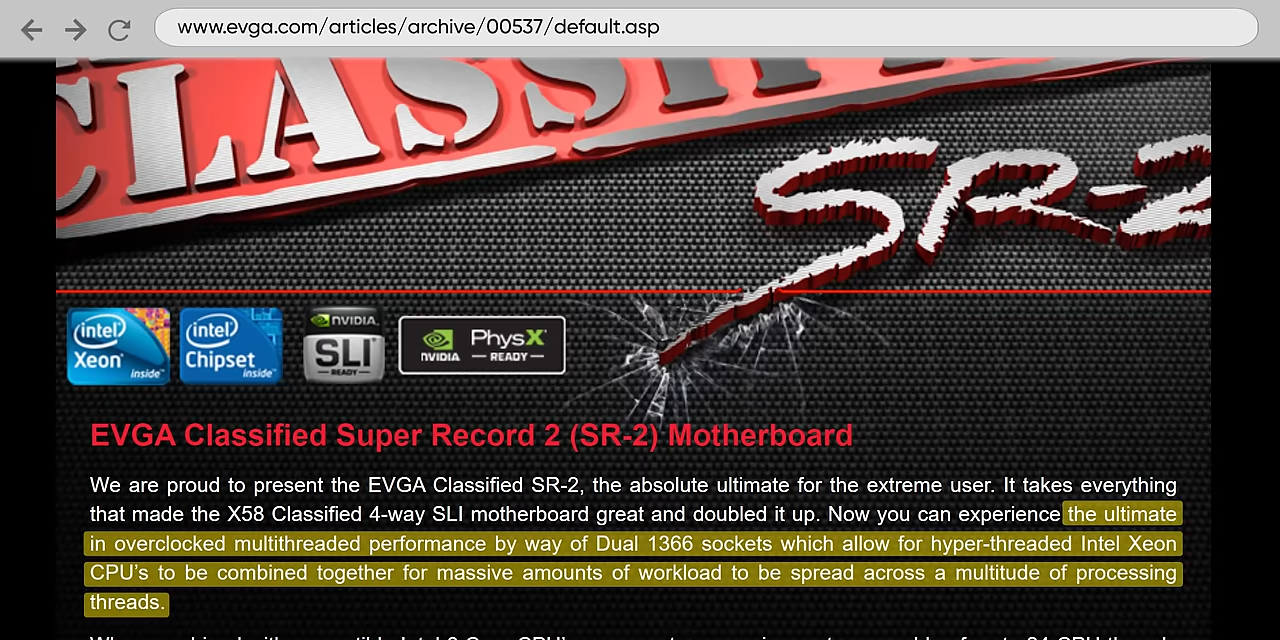 www.evga.com/articles/archive/00537/default.asp
CLASSIFI
SR-2
intel Xeon inside™
intel Chipset inside™
NVIDIA. SLI READY
NVIDIA PhysX READY
EVGA Classified Super Record 2 (SR-2) Motherboard
We are proud to present the EVGA Classified SR-2, the absolute ultimate for the extreme user. It takes everything
that made the X58 Classified 4-way SLI motherboard great and doubled it up. Now you can experience the ultimate
in overclocked multithreaded performance by way of Dual 1366 sockets which allow for hyper-threaded Intel Xeon
CPU's to be combined together for massive amounts of workload to be spread across a multitude of processing
threads.